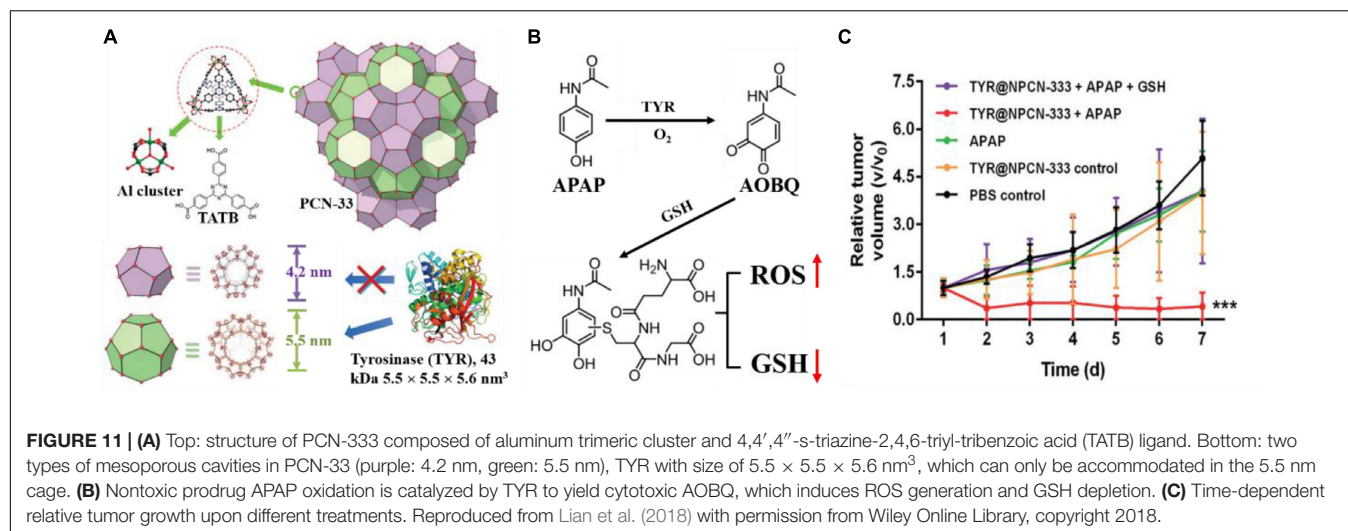 A
Al cluster
TATB
PCN-33
4.2 nm
5.5 nm
Tyrosinase (TYR), 43
kDa 5.5 × 5.5 × 5.6 nm³
B
APAP
TYR
O₂
AOBQ
GSH
ROS
GSH
C
Relative tumor
volume (v/v₀)
7.5
6.0
4.5
3.0
1.5
0.0
TYR@NPCN-333 + APAP + GSH
TYR@NPCN-333 + APAP
APAP
TYR@NPCN-333 control
PBS control
***
1 2 3 4 5 6 7
Time (d)
FIGURE 11 | (A) Top: structure of PCN-333 composed of aluminum trimeric cluster and 4,4′,4″-s-triazine-2,4,6-triyl-tribenzoic acid (TATB) ligand. Bottom: two
types of mesoporous cavities in PCN-33 (purple: 4.2 nm, green: 5.5 nm), TYR with size of 5.5 × 5.5 × 5.6 nm³, which can only be accommodated in the 5.5 nm
cage. (B) Nontoxic prodrug APAP oxidation is catalyzed by TYR to yield cytotoxic AOBQ, which induces ROS generation and GSH depletion. (C) Time-dependent
relative tumor growth upon different treatments. Reproduced from Lian et al. (2018) with permission from Wiley Online Library, copyright 2018.